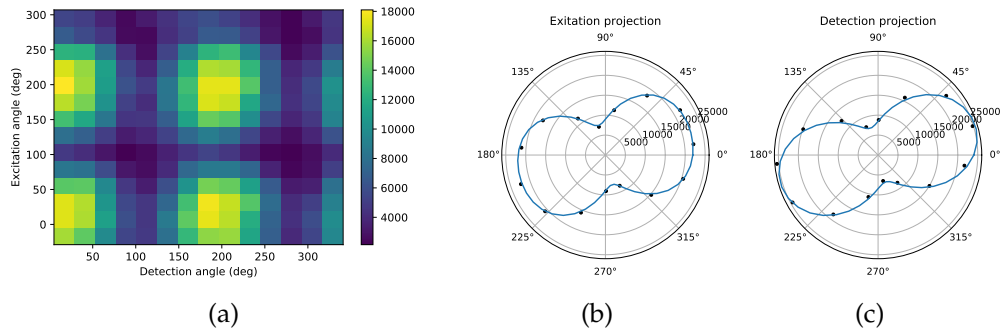 300
250
200
150
100
50
0
Excitation angle (deg)
50 100 150 200 250 300
Detection angle (deg)
18000
16000
14000
12000
10000
8000
6000
4000
(a)
Exitation projection
90°
135° 45°
180° 0°
5000 10000 15000 20000 25000
225° 315°
270°
(b)
Detection projection
90°
135° 45°
180° 0°
5000 10000 15000 20000 25000
225° 315°
270°
(c)